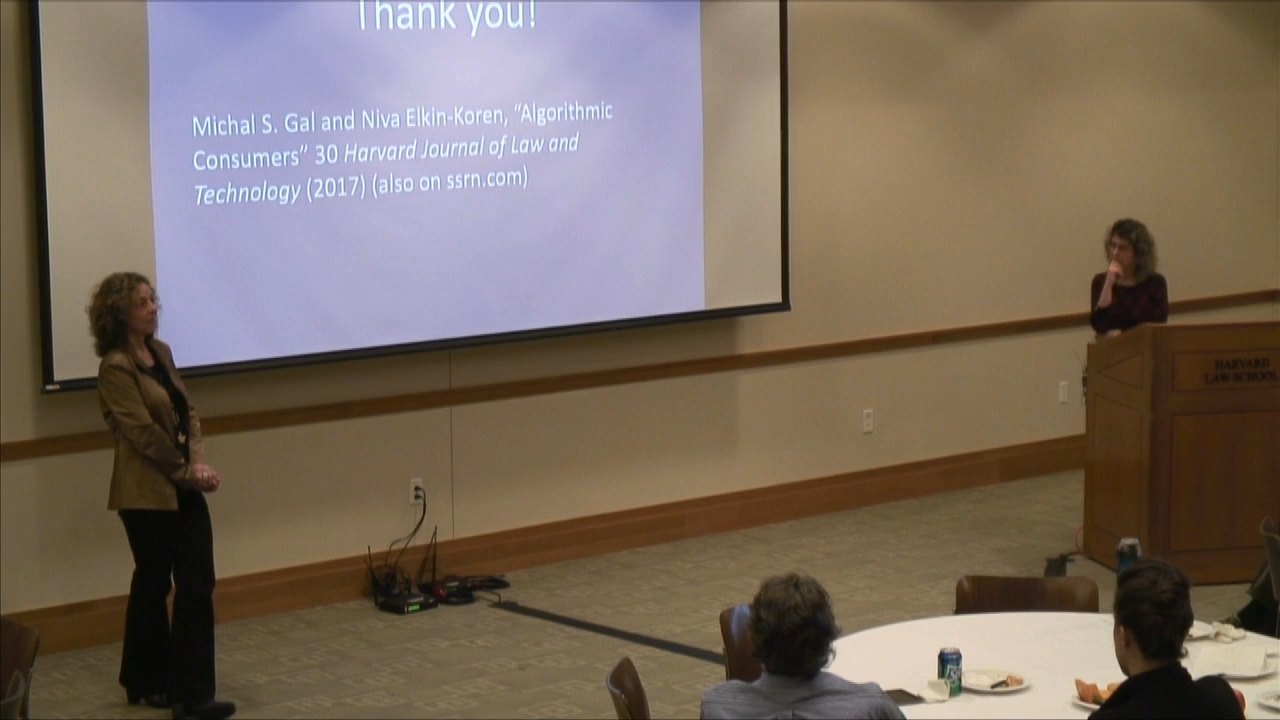 Thank you!
Michal S. Gal and Niva Elkin-Koren, “Algorithmic
Consumers” 30 Harvard Journal of Law and
Technology (2017) (also on ssrn.com)
HARVARD
LAW SCHOOL